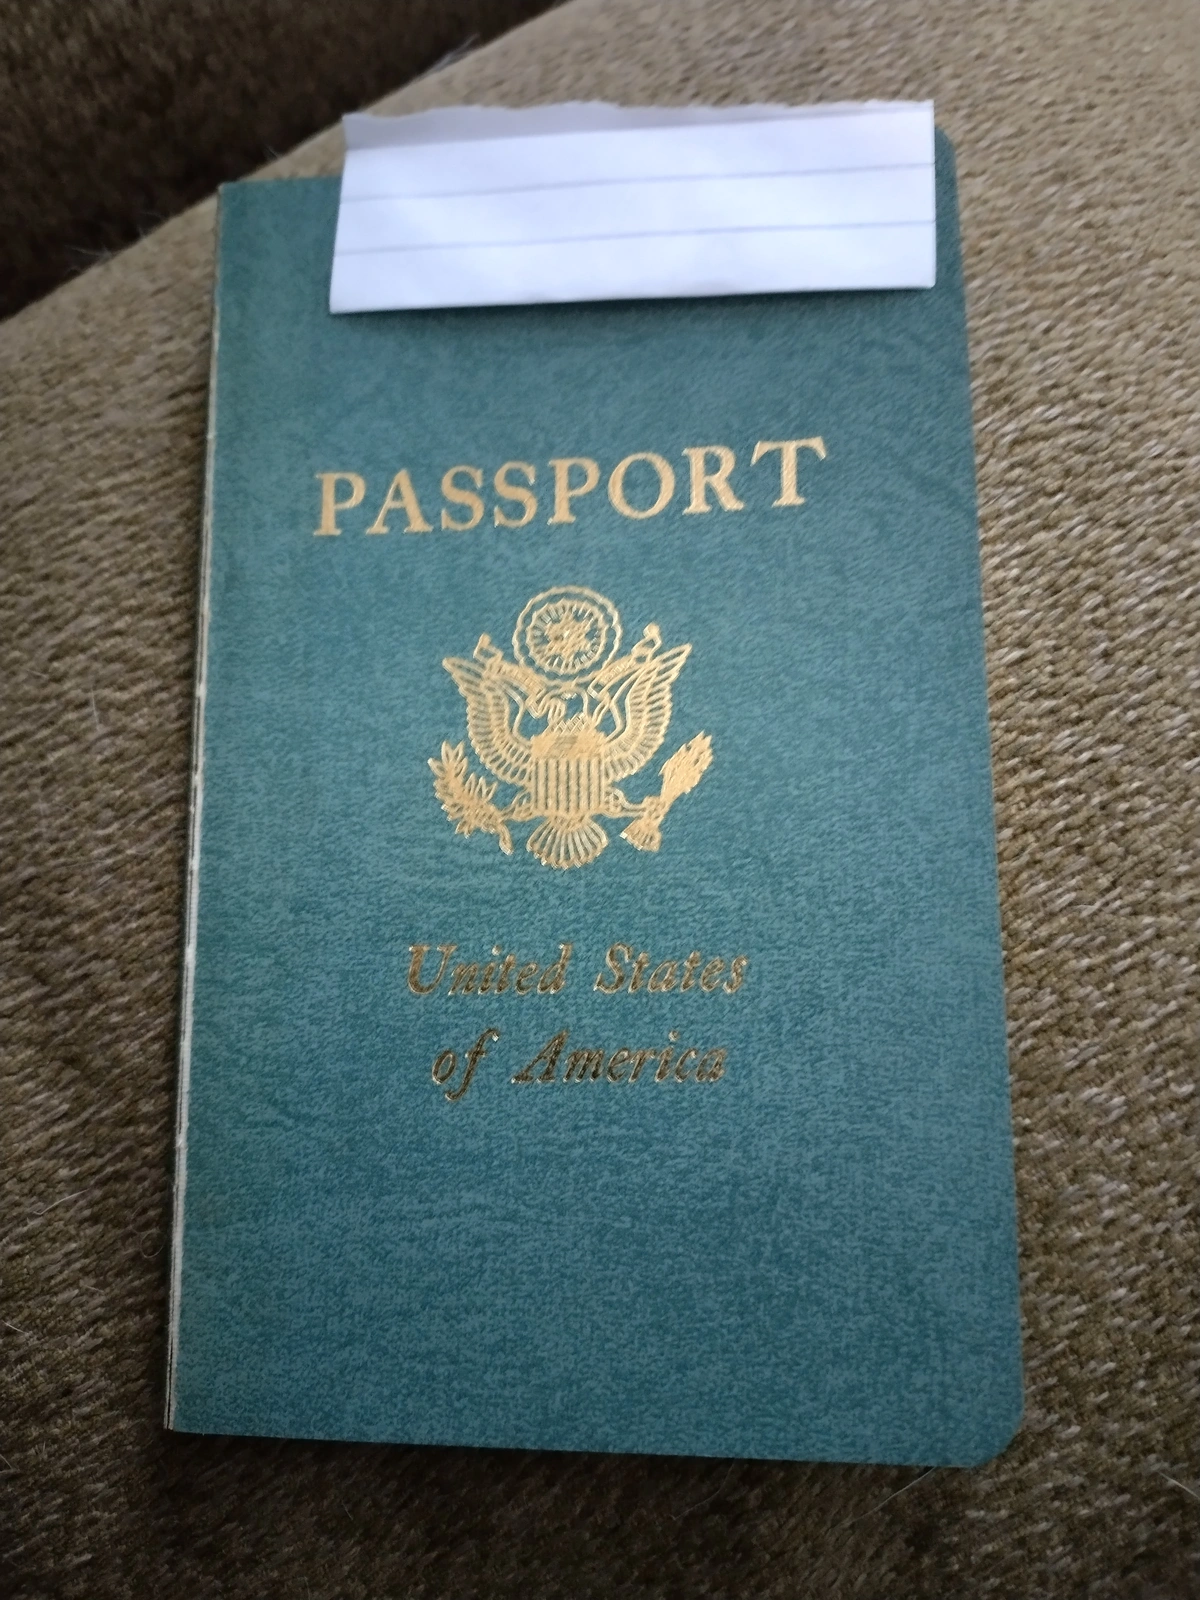 PASSPORT
United States
of America